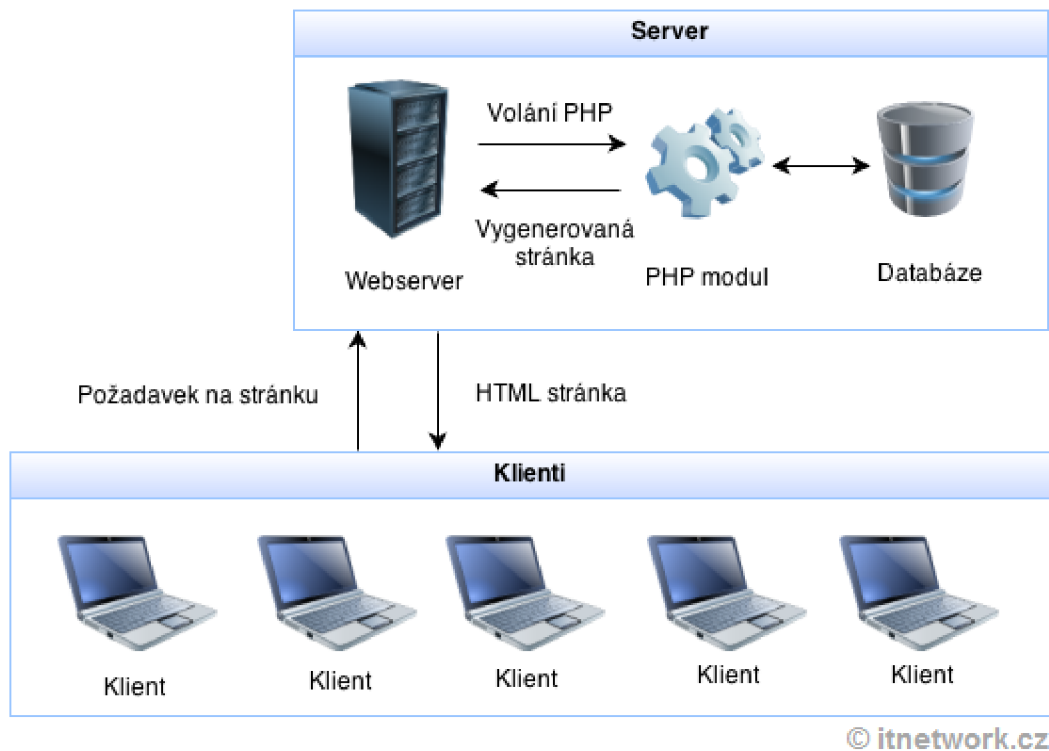 Server
Volání PHP
Vygenerovaná
stránka
Webserver
PHP modul
Databáze
Požadavek na stránku
HTML stránka
Klienti
Klient
Klient
Klient
Klient
Klient
© itnetwork.cz